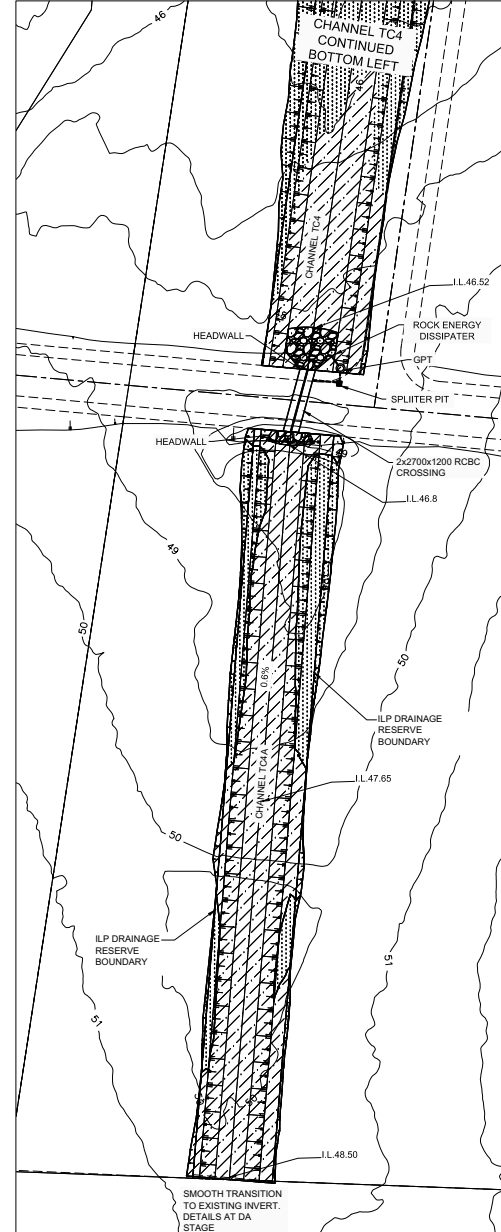 46
CHANNEL TC4
CONTINUED
BOTTOM LEFT
46
CHANNEL TC4
I.L.46.52
HEADWALL
ROCK ENERGY
DISSIPATER
GPT
SPLIITER PIT
HEADWALL
49
2x2700x1200 RCBC
CROSSING
I.L.46.8
49
50
50
0.6%
ILP DRAINAGE
RESERVE
BOUNDARY
CHANNEL TC4A
I.L.47.65
50
ILP DRAINAGE
RESERVE
BOUNDARY
51
51
I.L.48.50
SMOOTH TRANSITION
TO EXISTING INVERT.
DETAILS AT DA
STAGE